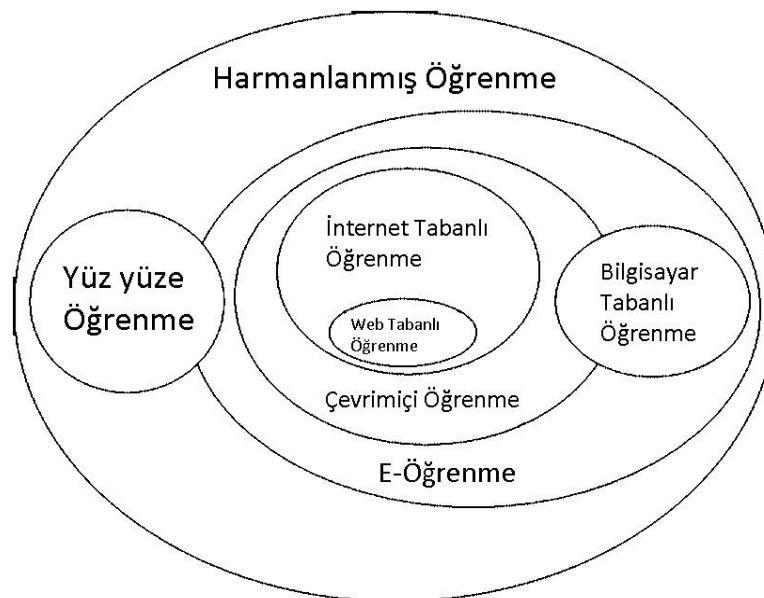 Harmanlanmış Öğrenme
İnternet Tabanlı
Öğrenme
Yüz yüze
Öğrenme
Bilgisayar
Tabanlı
Öğrenme
Web Tabanlı
Öğrenme
Çevrimiçi Öğrenme
E-Öğrenme